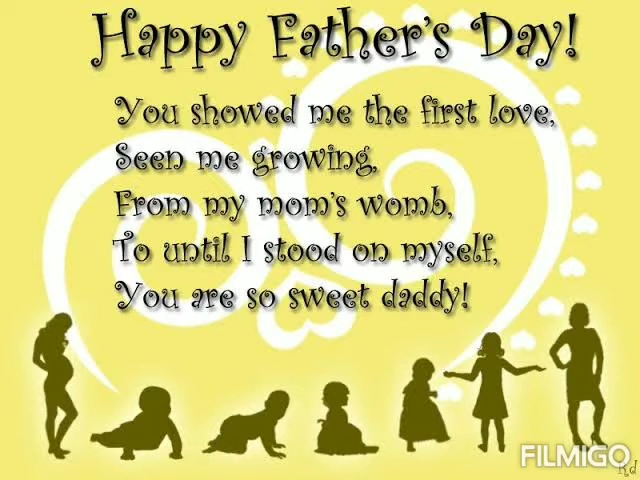 Happy Father's Day!
You showed me the first love,
Seen me growing,
From my mom's womb,
To until I stood on myself,
You are so sweet daddy!
FILMIGO
Rd